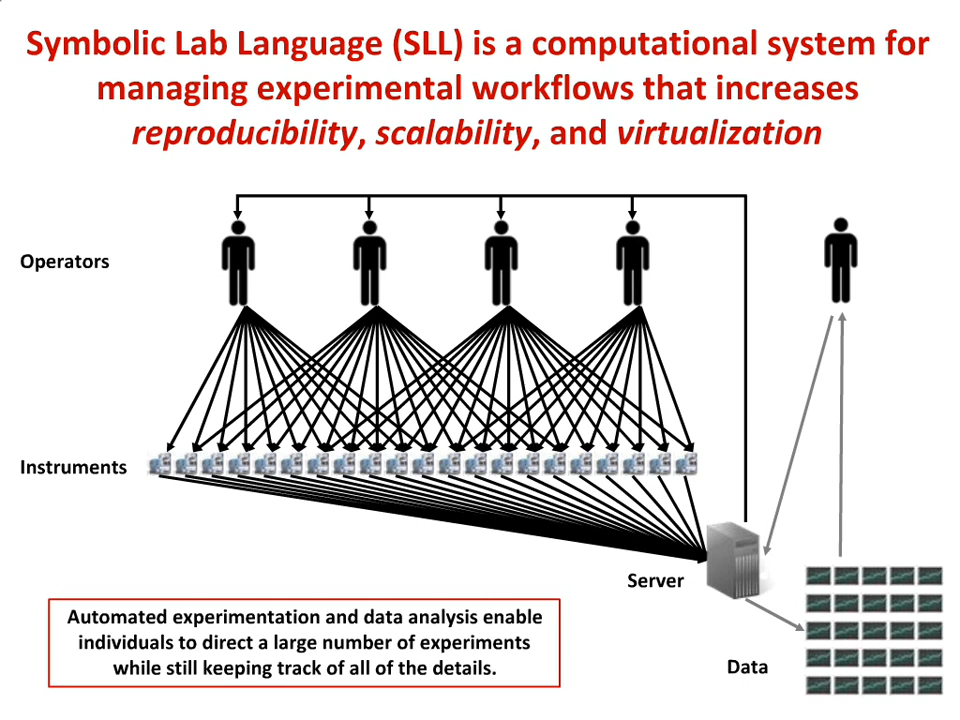 Symbolic Lab Language (SLL) is a computational system for
managing experimental workflows that increases
reproducibility, scalability, and virtualization
Operators
Instruments
Server
Automated experimentation and data analysis enable
individuals to direct a large number of experiments
while still keeping track of all of the details.
Data